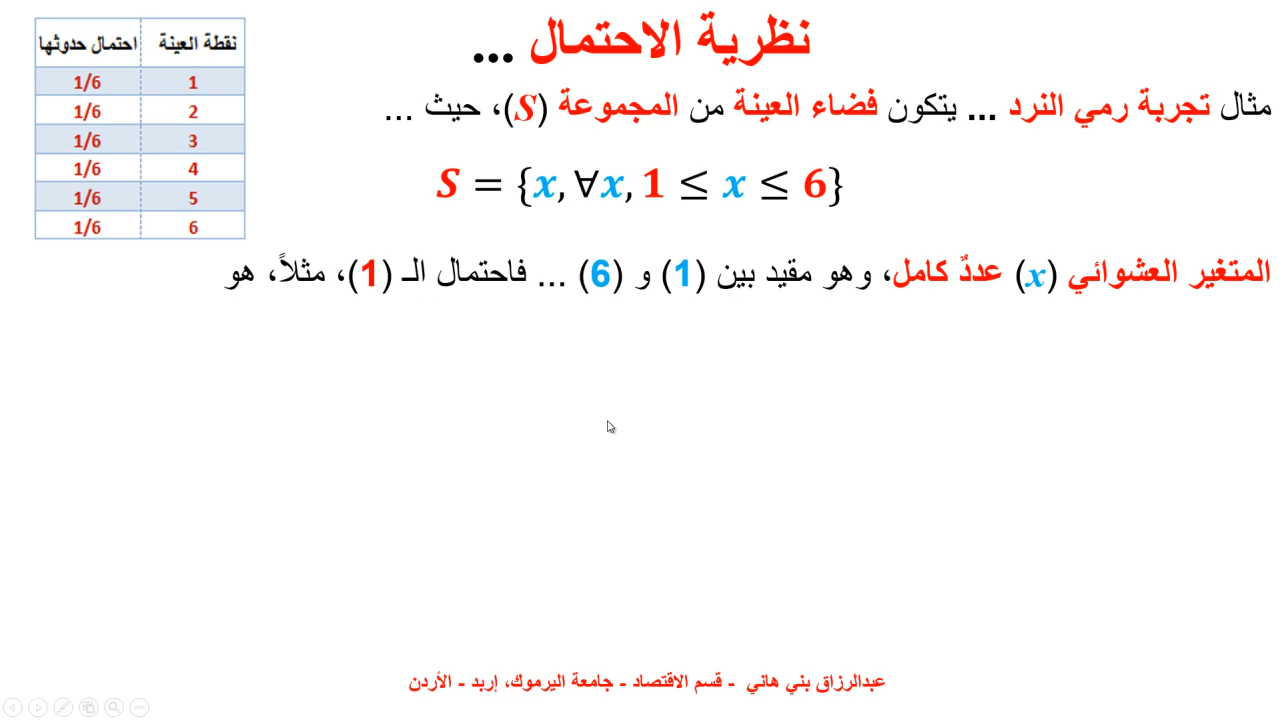 نظرية الاحتمال ...
نقطة العينة احتمال حدوثها
1 1/6
2 1/6
3 1/6
4 1/6
5 1/6
6 1/6
مثال تجربة رمي النرد ... يتكون فضاء العينة من المجموعة (S)، حيث ...
S = {x, ∀x, 1 ≤ x ≤ 6}
المتغير العشوائي (x) عددٌ كامل، وهو مقيد بين (1) و (6) ... فاحتمال الـ (1)، مثلاً، هو
عبدالرزاق بني هاني - قسم الاقتصاد - جامعة اليرموك، إربد - الأردن